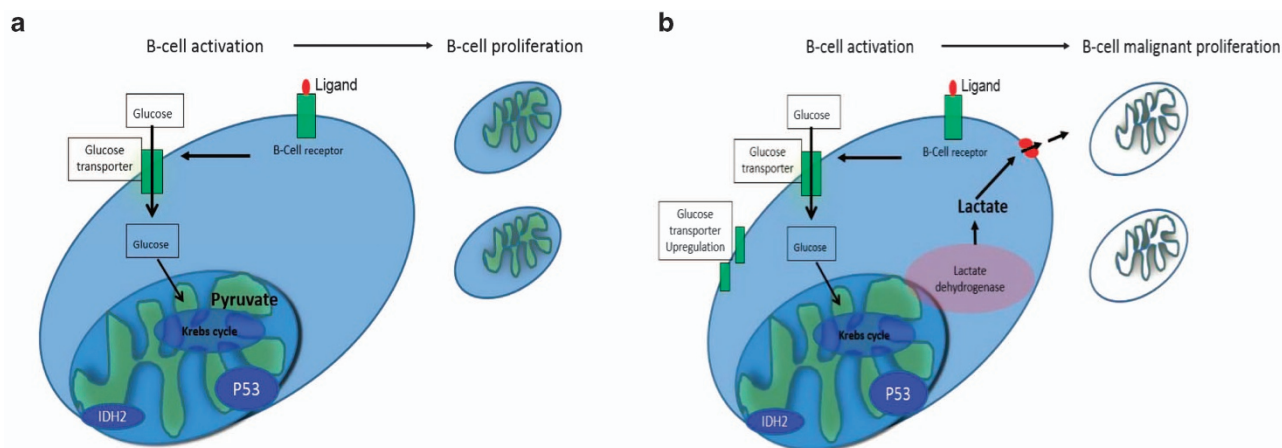 a
B-cell activation
B-cell proliferation
Ligand
Glucose
Glucose
transporter
B-Cell receptor
Glucose
Pyruvate
Krebs cycle
P53
IDH2
b
B-cell activation
B-cell malignant proliferation
Ligand
Glucose
Glucose
transporter
B-Cell receptor
Lactate
Glucose
transporter
Upregulation
Glucose
Lactate
dehydrogenase
Krebs cycle
P53
IDH2